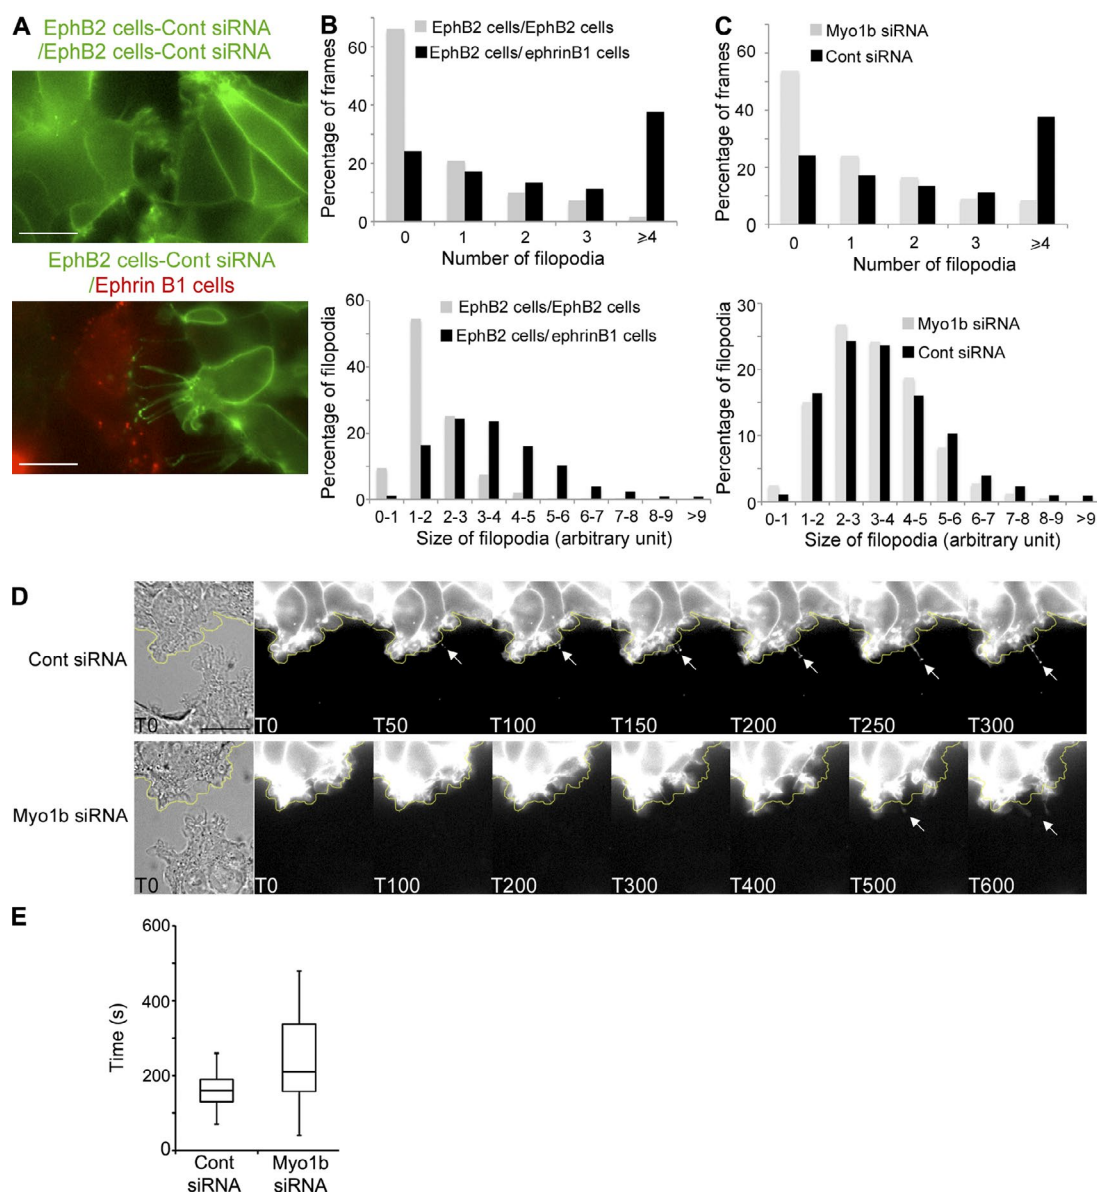 A
EphB2 cells-Cont siRNA
/EphB2 cells-Cont siRNA
EphB2 cells-Cont siRNA
/Ephrin B1 cells
B
Percentage of frames
60
40
20
0
EphB2 cells/EphB2 cells
EphB2 cells/ephrinB1 cells
0 1 2 3 ⩾4
Number of filopodia
Percentage of filopodia
60
40
20
0
EphB2 cells/EphB2 cells
EphB2 cells/ephrinB1 cells
0-1 1-2 2-3 3-4 4-5 5-6 6-7 7-8 8-9 >9
Size of filopodia (arbitrary unit)
C
Percentage of frames
60
40
20
0
Myo1b siRNA
Cont siRNA
0 1 2 3 ⩾4
Number of filopodia
Percentage of filopodia
30
20
10
0
Myo1b siRNA
Cont siRNA
0-1 1-2 2-3 3-4 4-5 5-6 6-7 7-8 8-9 >9
Size of filopodia (arbitrary unit)
D
Cont siRNA
T0 T0 T50 T100 T150 T200 T250 T300
Myo1b siRNA
T0 T0 T100 T200 T300 T400 T500 T600
E
Time (s)
600
400
200
0
Cont
siRNA
Myo1b
siRNA